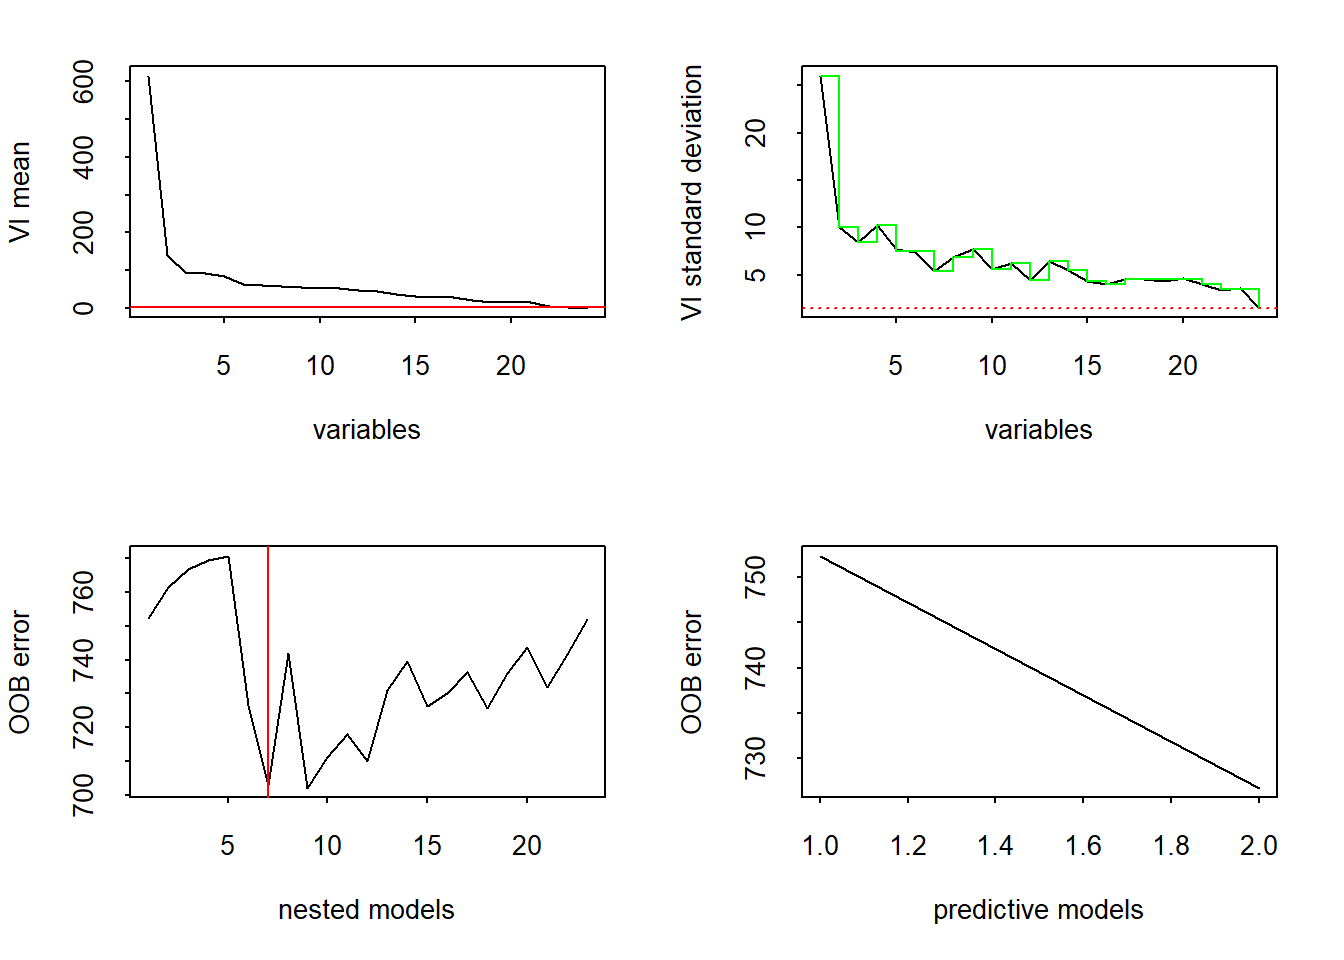 VI mean
0 200 400 600
5 10 15 20
variables
VI standard deviation
5 10 20
5 10 15 20
variables
OOB error
700 720 740 760
5 10 15 20
nested models
OOB error
730 740 750
1.0 1.2 1.4 1.6 1.8 2.0
predictive models